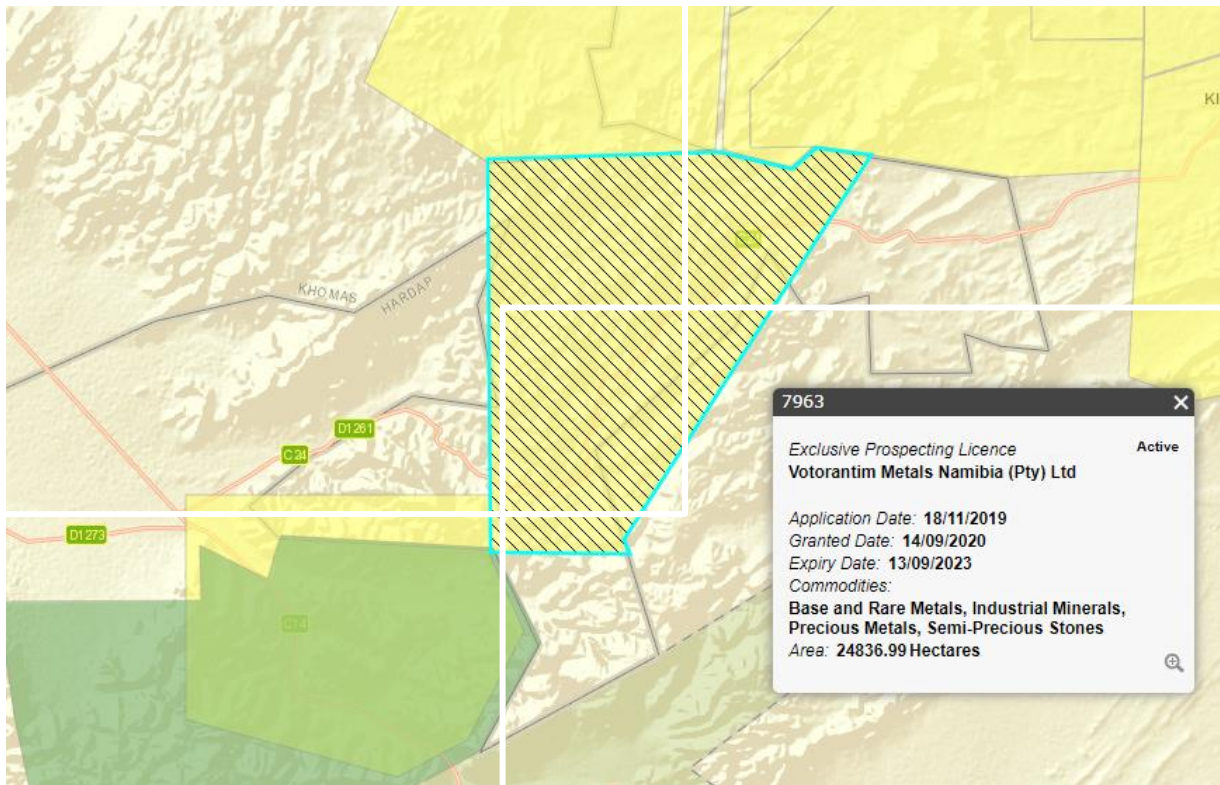 KI
KHOMAS
HARDAP
D1261
C24
D1273
C14
7963
Exclusive Prospecting Licence Active
Votorantim Metals Namibia (Pty) Ltd
Application Date: 18/11/2019
Granted Date: 14/09/2020
Expiry Date: 13/09/2023
Commodities:
Base and Rare Metals, Industrial Minerals,
Precious Metals, Semi-Precious Stones
Area: 24836.99 Hectares